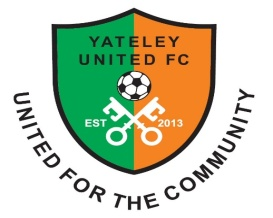 YATELEY
UNITED FC
EST 2013
UNITED FOR THE COMMUNITY